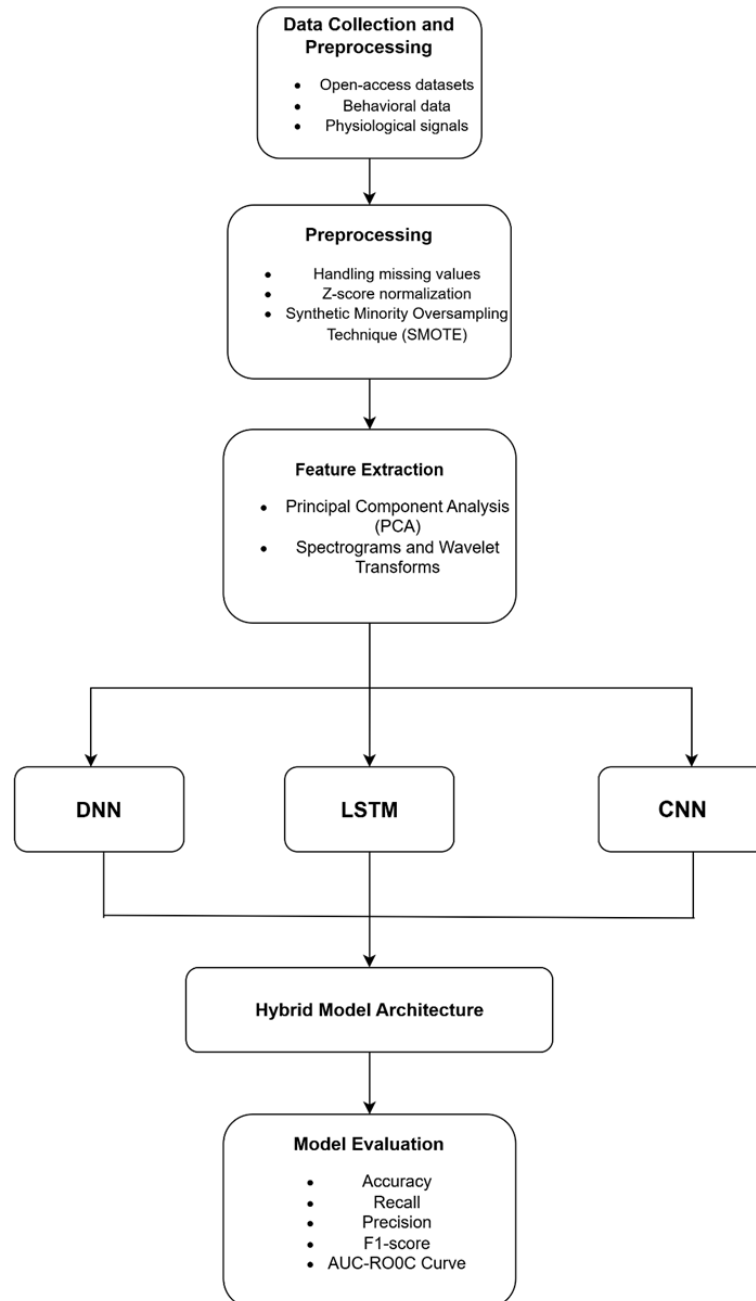 Data Collection and
Preprocessing
• Open-access datasets
• Behavioral data
• Physiological signals
Preprocessing
• Handling missing values
• Z-score normalization
• Synthetic Minority Oversampling
Technique (SMOTE)
Feature Extraction
• Principal Component Analysis
(PCA)
• Spectrograms and Wavelet
Transforms
DNN
LSTM
CNN
Hybrid Model Architecture
Model Evaluation
• Accuracy
• Recall
• Precision
• F1-score
• AUC-RO0C Curve